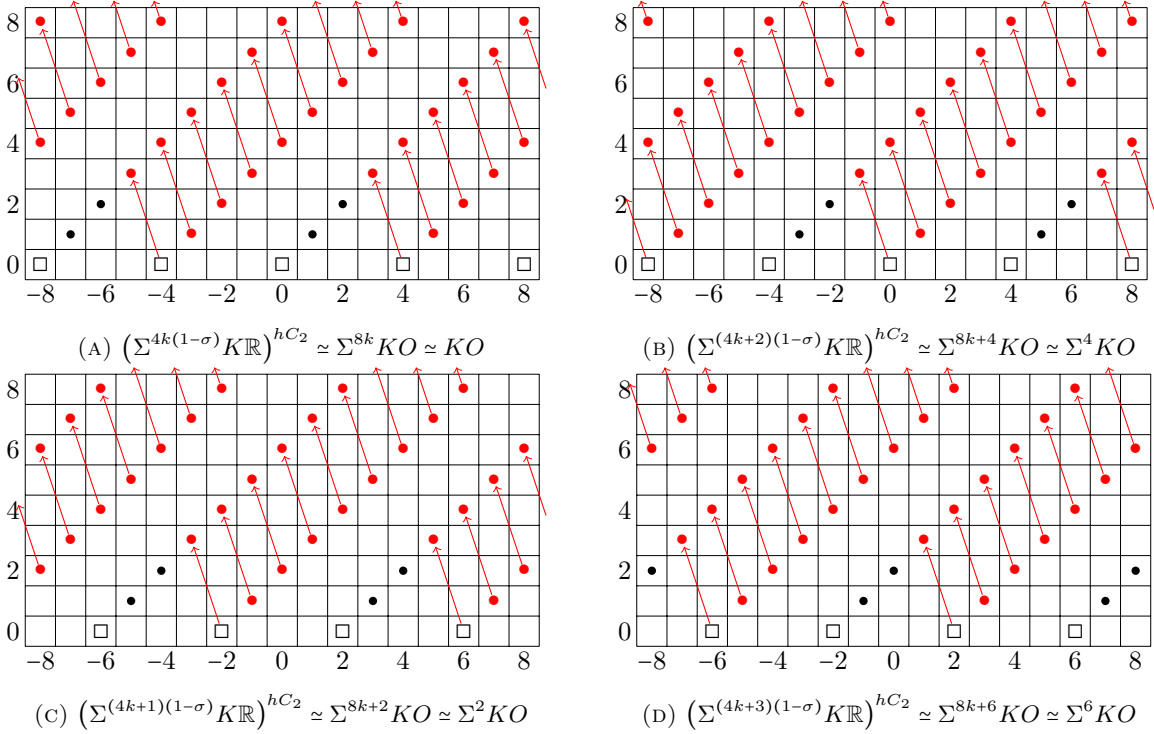 8
6
4
2
0
−8 −6 −4 −2 0 2 4 6 8
(A) (Σ^{4k(1−σ)}Kℝ)^{hC_2} ≃ Σ^{8k}KO ≃ KO
8
6
4
2
0
−8 −6 −4 −2 0 2 4 6 8
(B) (Σ^{(4k+2)(1−σ)}Kℝ)^{hC_2} ≃ Σ^{8k+4}KO ≃ Σ^4KO
8
6
4
2
0
−8 −6 −4 −2 0 2 4 6 8
(C) (Σ^{(4k+1)(1−σ)}Kℝ)^{hC_2} ≃ Σ^{8k+2}KO ≃ Σ^2KO
8
6
4
2
0
−8 −6 −4 −2 0 2 4 6 8
(D) (Σ^{(4k+3)(1−σ)}Kℝ)^{hC_2} ≃ Σ^{8k+6}KO ≃ Σ^6KO